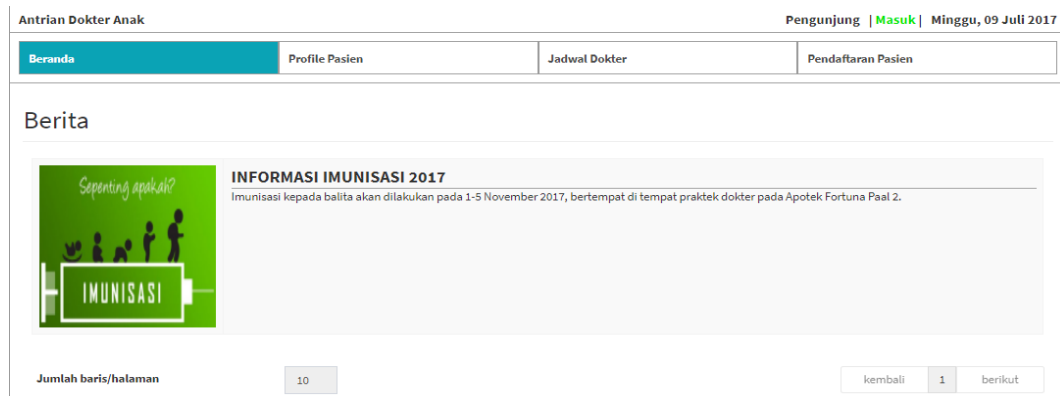 Antrian Dokter Anak
Pengunjung | Masuk | Minggu, 09 Juli 2017
Beranda
Profile Pasien
Jadwal Dokter
Pendaftaran Pasien
Berita
Sepenting apakah?
IMUNISASI
INFORMASI IMUNISASI 2017
Imunisasi kepada balita akan dilakukan pada 1-5 November 2017, bertempat di tempat praktek dokter pada Apotek Fortuna Paal 2.
Jumlah baris/halaman
10
kembali 1 berikut